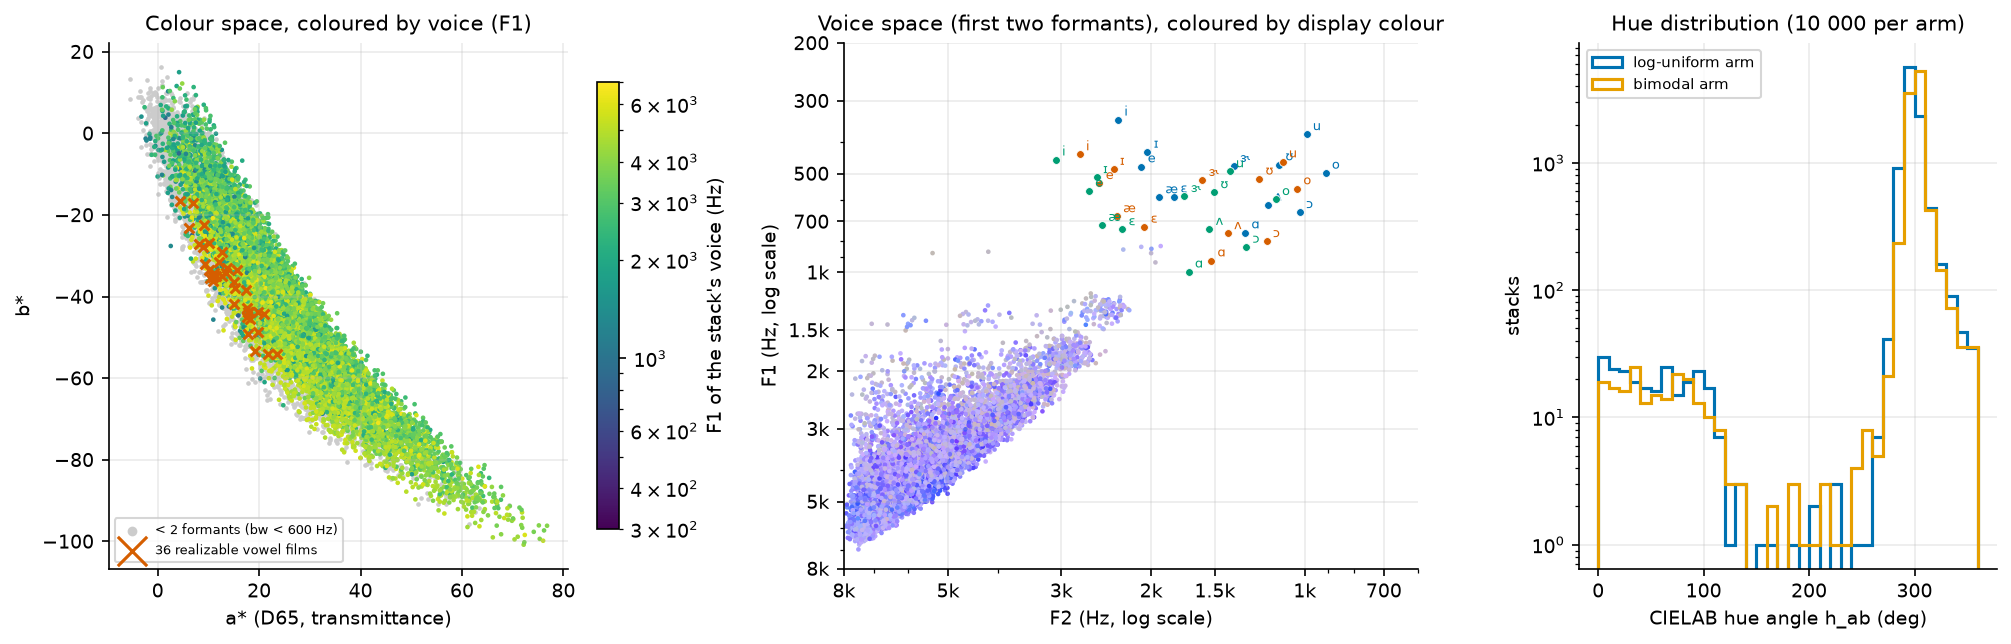 Colour space, coloured by voice (F1)
20
0
−20
−40
−60
−80
−100
b*
0
20
40
60
80
a* (D65, transmittance)
< 2 formants (bw < 600 Hz)
36 realizable vowel films
6 × 10³
4 × 10³
3 × 10³
2 × 10³
10³
6 × 10²
4 × 10²
3 × 10²
F1 of the stack's voice (Hz)
Voice space (first two formants), coloured by display colour
200
300
500
700
1k
1.5k
2k
3k
5k
8k
F1 (Hz, log scale)
i
u
i
i
ɪ
e
ɪ
ɪ
e
ɝ
u
ʊ
u
o
ɝ
ʊ
o
æ
ɛ
ɝ
ʊ
o
ɔ
æ
æ
ɛ
ɛ
ʌ
ʌ
ɑ
ɔ
ɔ
ɑ
ɑ
8k
5k
3k
2k
1.5k
1k
700
F2 (Hz, log scale)
Hue distribution (10 000 per arm)
log-uniform arm
bimodal arm
10³
10²
10¹
10⁰
stacks
0
100
200
300
CIELAB hue angle h_ab (deg)